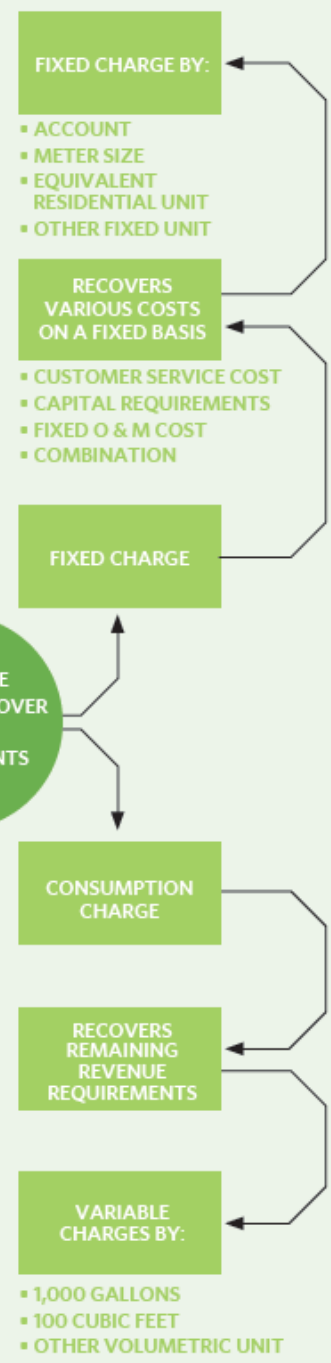 FIXED CHARGE BY:
▪ ACCOUNT
▪ METER SIZE
▪ EQUIVALENT
RESIDENTIAL UNIT
▪ OTHER FIXED UNIT
RECOVERS
VARIOUS COSTS
ON A FIXED BASIS
▪ CUSTOMER SERVICE COST
▪ CAPITAL REQUIREMENTS
▪ FIXED O & M COST
▪ COMBINATION
FIXED CHARGE
CONSUMPTION
CHARGE
RECOVERS
REMAINING
REVENUE
REQUIREMENTS
VARIABLE
CHARGES BY:
▪ 1,000 GALLONS
▪ 100 CUBIC FEET
▪ OTHER VOLUMETRIC UNIT